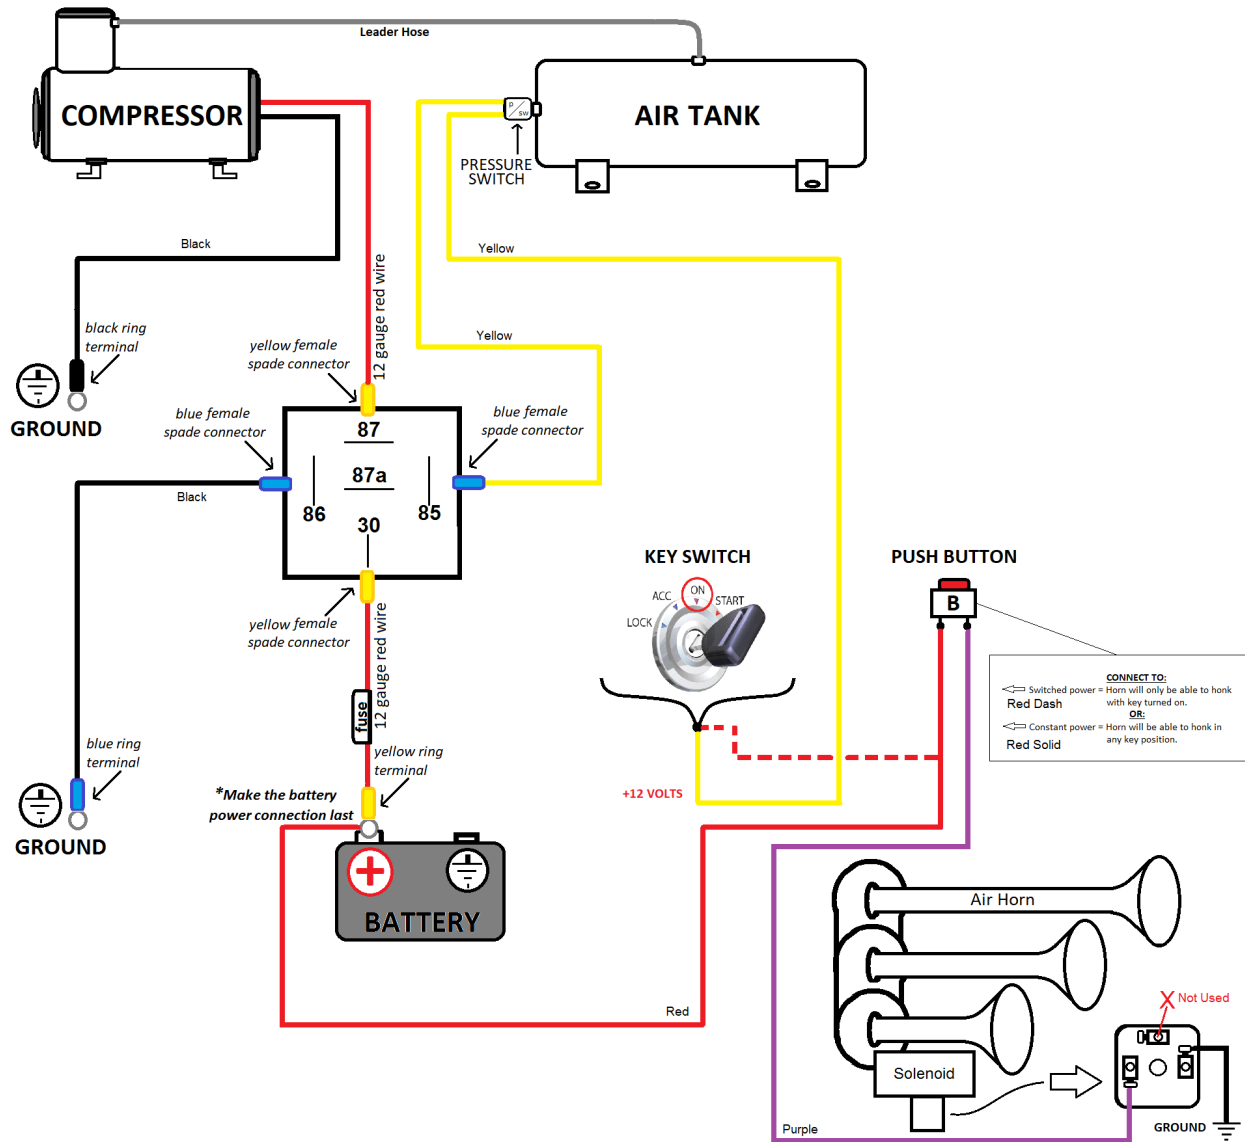 Leader Hose
COMPRESSOR
P
SW
AIR TANK
PRESSURE
SWITCH
Black
Yellow
12 gauge red wire
black ring
terminal
yellow female
spade connector
Yellow
GROUND
blue female
spade connector
blue female
spade connector
87
87a
86
85
30
Black
KEY SWITCH
PUSH BUTTON
ACC
ON
START
LOCK
B
yellow female
spade connector
12 gauge red wire
fuse
CONNECT TO:
Switched power = Horn will only be able to honk
with key turned on.
Red Dash
OR:
Constant power = Horn will be able to honk in
any key position.
Red Solid
blue ring
terminal
yellow ring
terminal
*Make the battery
power connection last
+12 VOLTS
GROUND
BATTERY
Air Horn
Red
X Not Used
Solenoid
Purple
GROUND